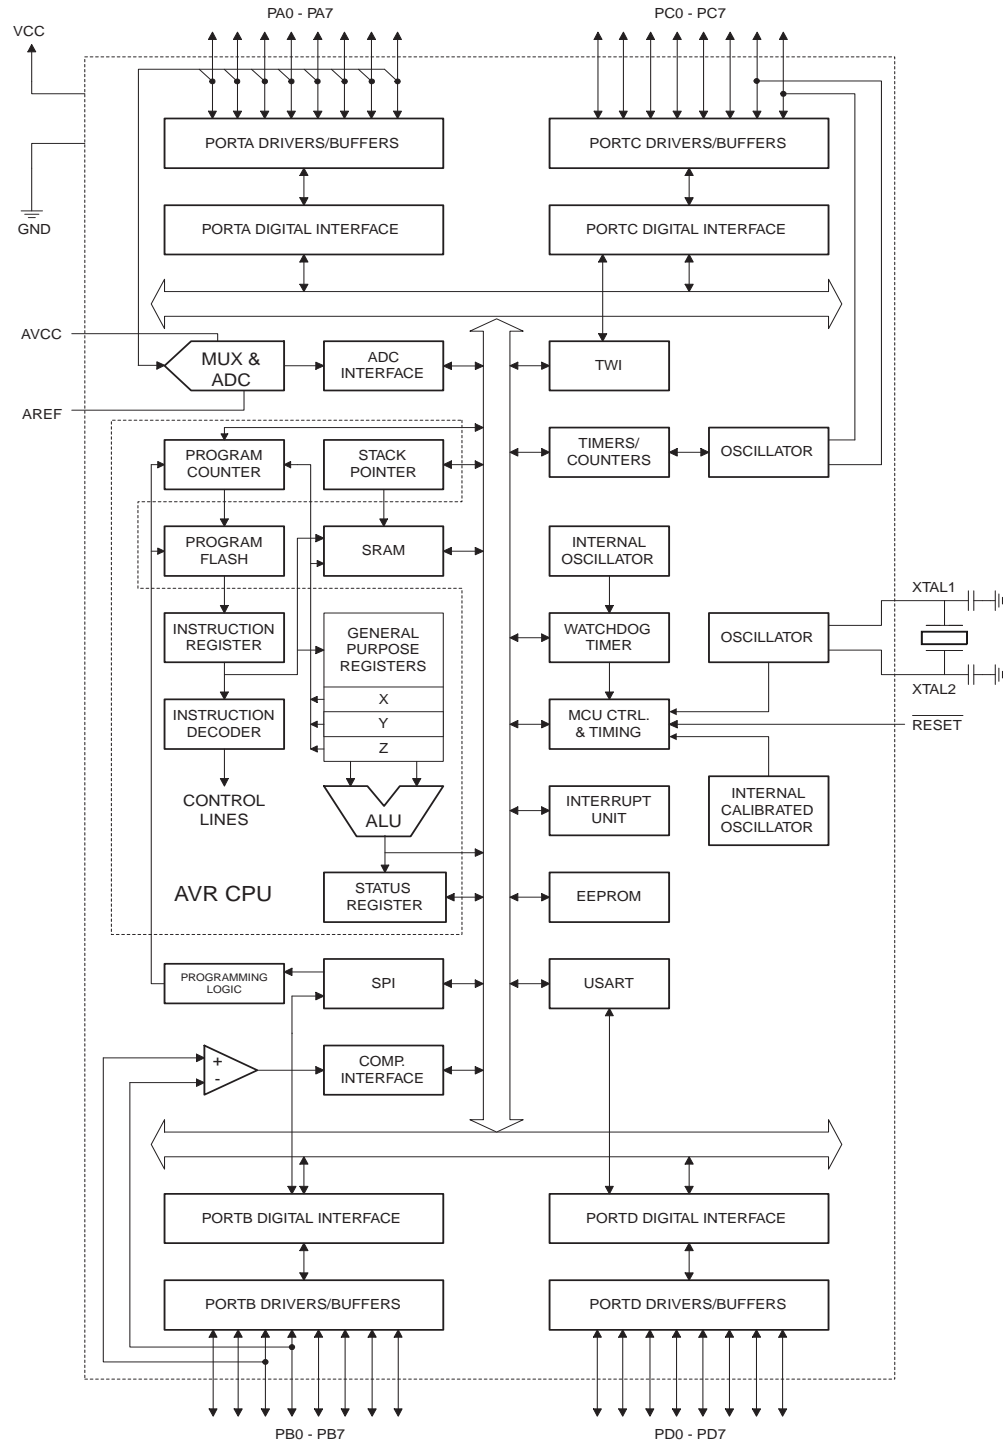 PA0 - PA7
PC0 - PC7
VCC
PORTA DRIVERS/BUFFERS
PORTC DRIVERS/BUFFERS
GND
PORTA DIGITAL INTERFACE
PORTC DIGITAL INTERFACE
AVCC
MUX &
ADC
ADC
INTERFACE
TWI
AREF
PROGRAM
COUNTER
STACK
POINTER
TIMERS/
COUNTERS
OSCILLATOR
PROGRAM
FLASH
SRAM
INTERNAL
OSCILLATOR
XTAL1
INSTRUCTION
REGISTER
GENERAL
PURPOSE
REGISTERS
WATCHDOG
TIMER
OSCILLATOR
XTAL2
X
INSTRUCTION
DECODER
Y
Z
MCU CTRL.
& TIMING
RESET
CONTROL
LINES
ALU
INTERRUPT
UNIT
INTERNAL
CALIBRATED
OSCILLATOR
AVR CPU
STATUS
REGISTER
EEPROM
PROGRAMMING
LOGIC
SPI
USART
+
-
COMP.
INTERFACE
PORTB DIGITAL INTERFACE
PORTD DIGITAL INTERFACE
PORTB DRIVERS/BUFFERS
PORTD DRIVERS/BUFFERS
PB0 - PB7
PD0 - PD7